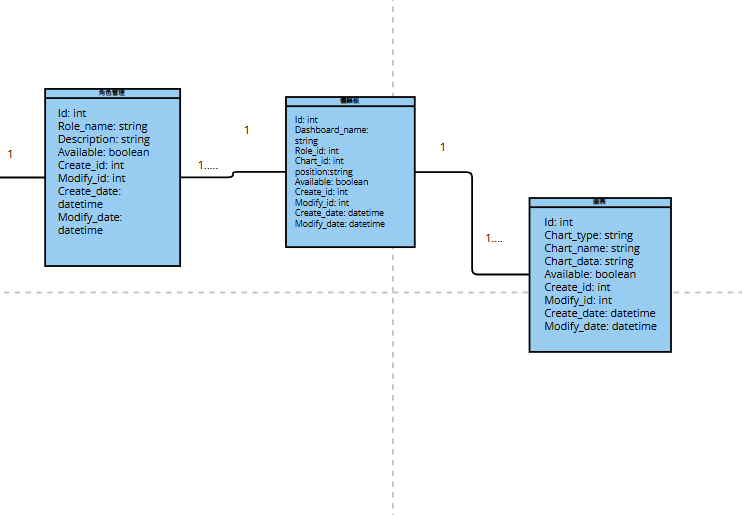 角色管理
Id: int
Role_name: string
Description: string
Available: boolean
Create_id: int
Modify_id: int
Create_date:
datetime
Modify_date:
datetime
1
1.....
1
儀錶板
Id: int
Dashboard_name:
string
Role_id: int
Chart_id: int
position:string
Available: boolean
Create_id: int
Modify_id: int
Create_date: datetime
Modify_date: datetime
1
1....
圖表
Id: int
Chart_type: string
Chart_name: string
Chart_data: string
Available: boolean
Create_id: int
Modify_id: int
Create_date: datetime
Modify_date: datetime